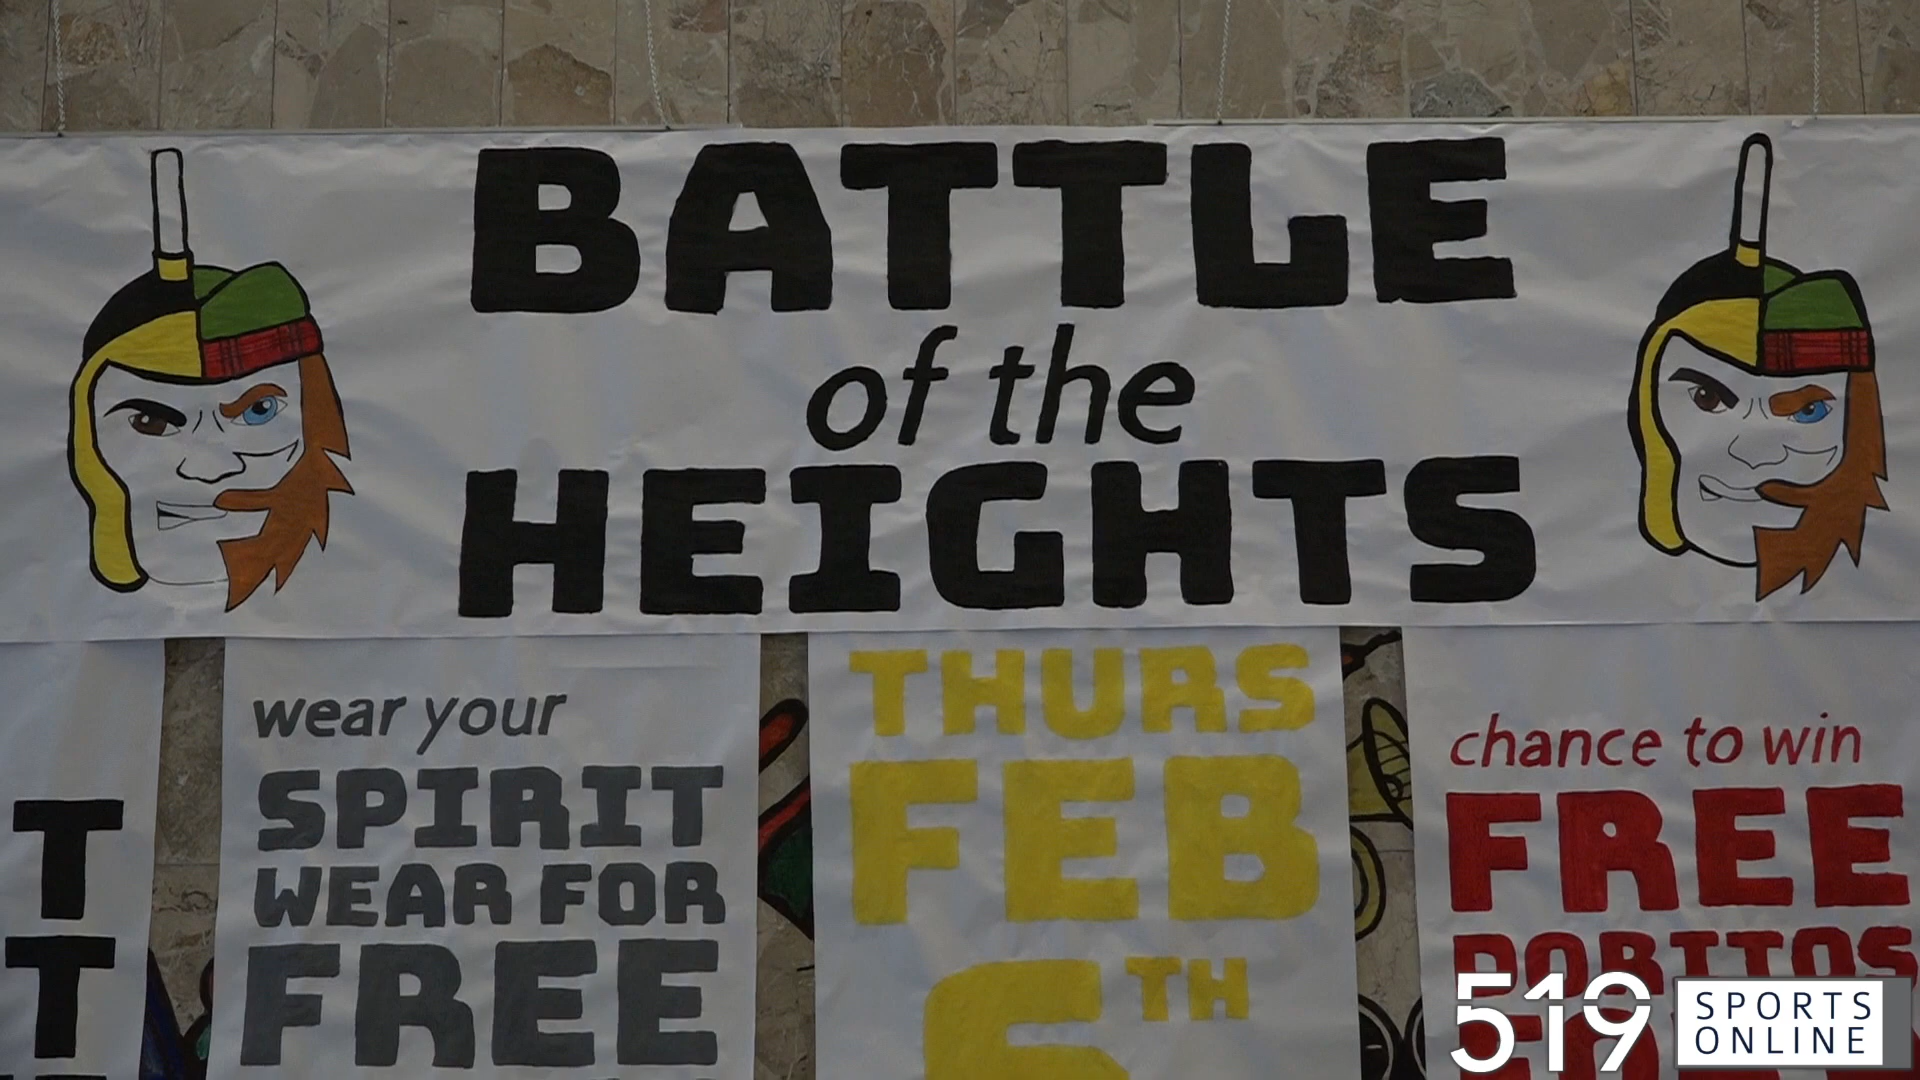 BATTLE
of the
HEIGHTS
T
T
wear your
SPIRIT
WEAR FOR
FREE
THURS
FEB
TH
chance to win
FREE
DORITOS
519 SPORTS
ONLINE